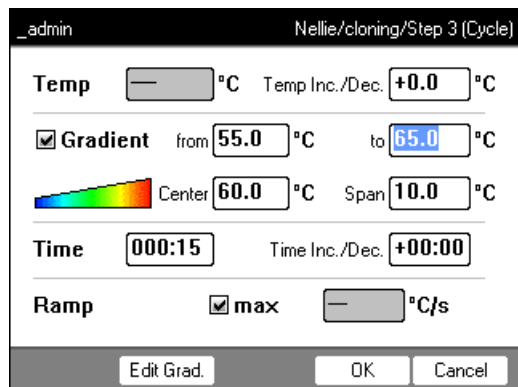 _admin Nellie/cloning/Step 3 (Cycle)
Temp — °C Temp Inc./Dec. +0.0 °C
Gradient from 55.0 °C to 65.0 °C
Center 60.0 °C Span 10.0 °C
Time 000:15 Time Inc./Dec. +00:00
Ramp max — °C/s
Edit Grad. OK Cancel